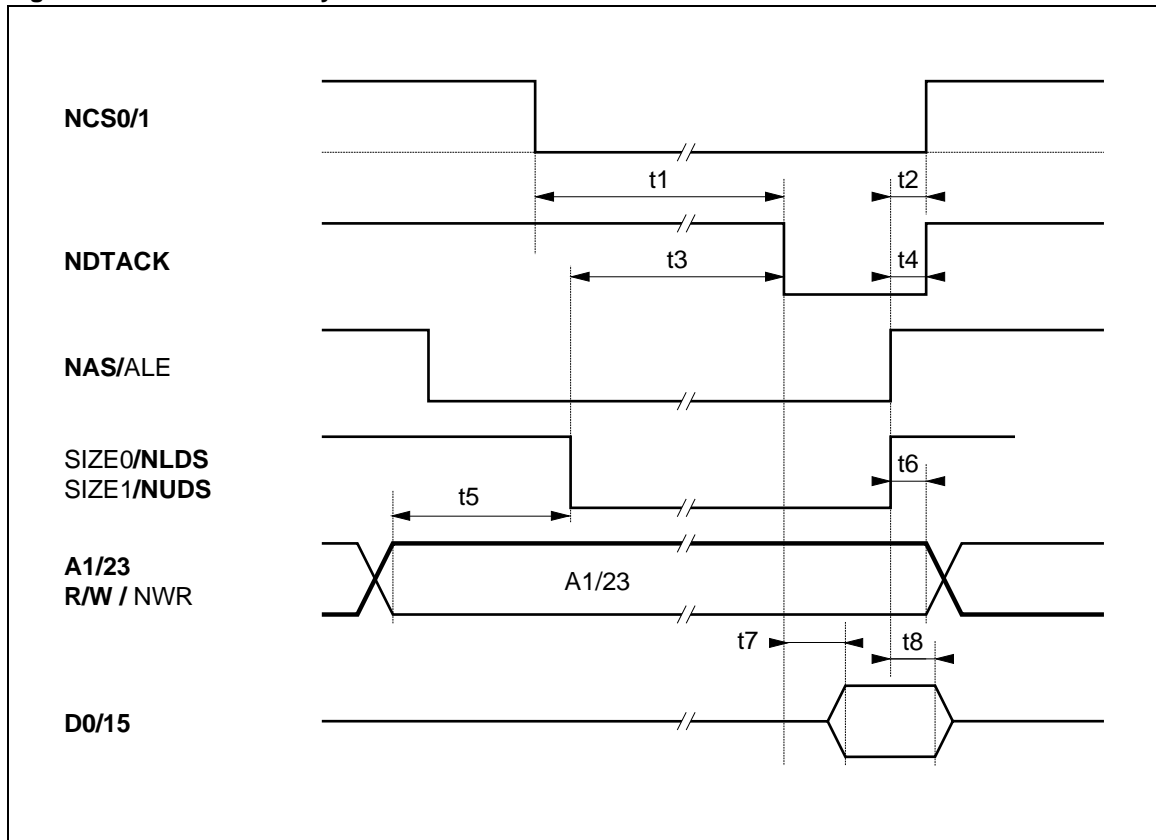 NCS0/1
t1
t2
NDTACK
t3
t4
NAS/ALE
SIZE0/NLDS
SIZE1/NUDS
t5
t6
A1/23
R/W / NWR
A1/23
t7
t8
D0/15